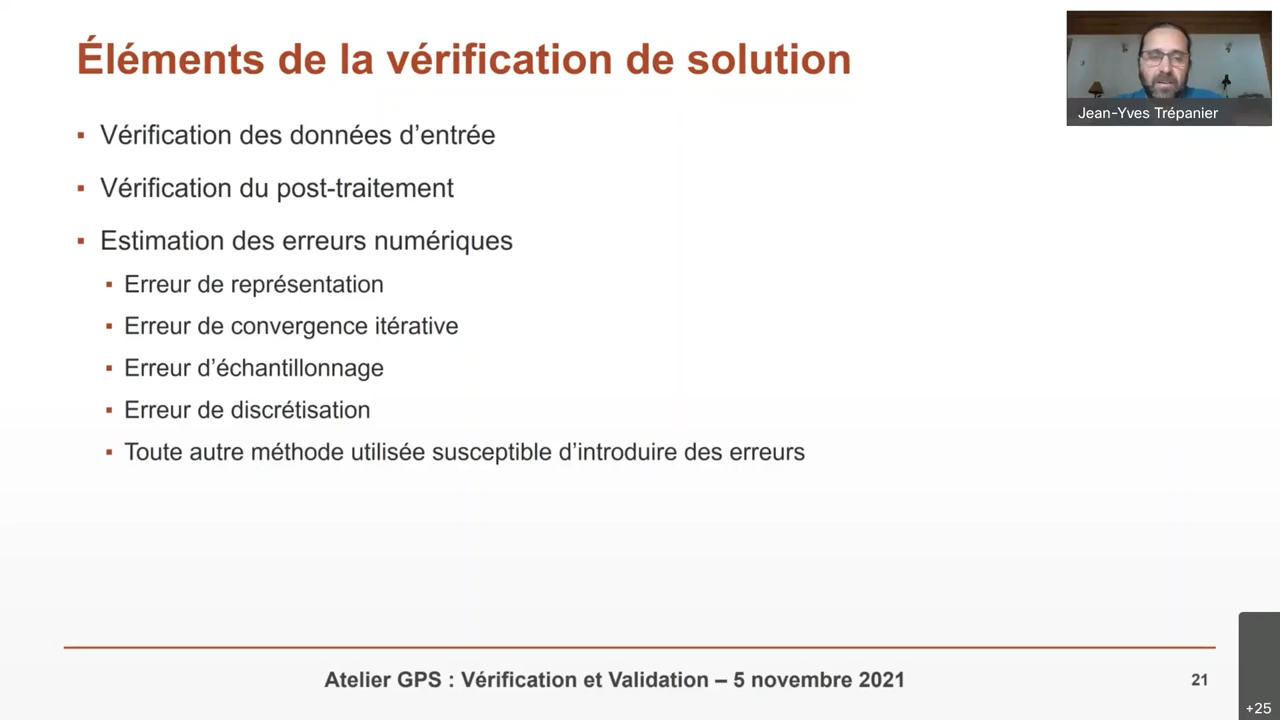 Éléments de la vérification de solution
Jean-Yves Trépanier
▪ Vérification des données d’entrée
▪ Vérification du post-traitement
▪ Estimation des erreurs numériques
▪ Erreur de représentation
▪ Erreur de convergence itérative
▪ Erreur d’échantillonnage
▪ Erreur de discrétisation
▪ Toute autre méthode utilisée susceptible d’introduire des erreurs
Atelier GPS : Vérification et Validation – 5 novembre 2021
21
+25